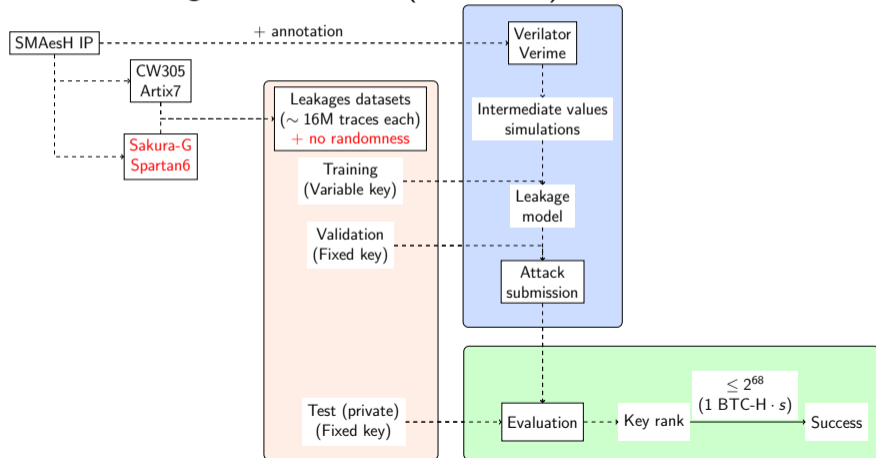 + annotation
SMAesH IP
Verilator
Verime
CW305
Artix7
Leakages datasets
(∼ 16M traces each)
+ no randomness
Intermediate values
simulations
Sakura-G
Spartan6
Training
(Variable key)
Leakage
model
Validation
(Fixed key)
Attack
submission
≤ 2⁶⁸
(1 BTC-H · s)
Test (private)
(Fixed key)
Evaluation
Key rank
Success